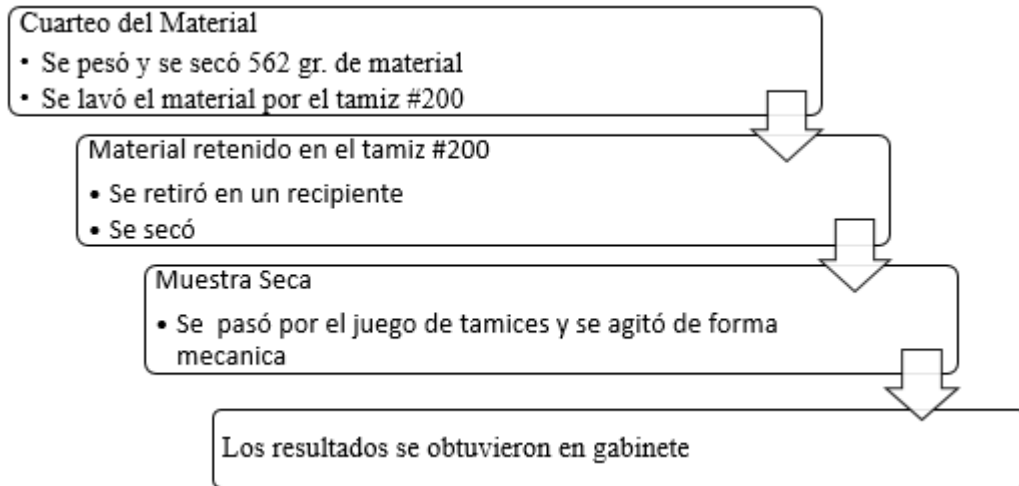 Cuarteo del Material
• Se pesó y se secó 562 gr. de material
• Se lavó el material por el tamiz #200
Material retenido en el tamiz #200
• Se retiró en un recipiente
• Se secó
Muestra Seca
• Se pasó por el juego de tamices y se agitó de forma
mecanica
Los resultados se obtuvieron en gabinete